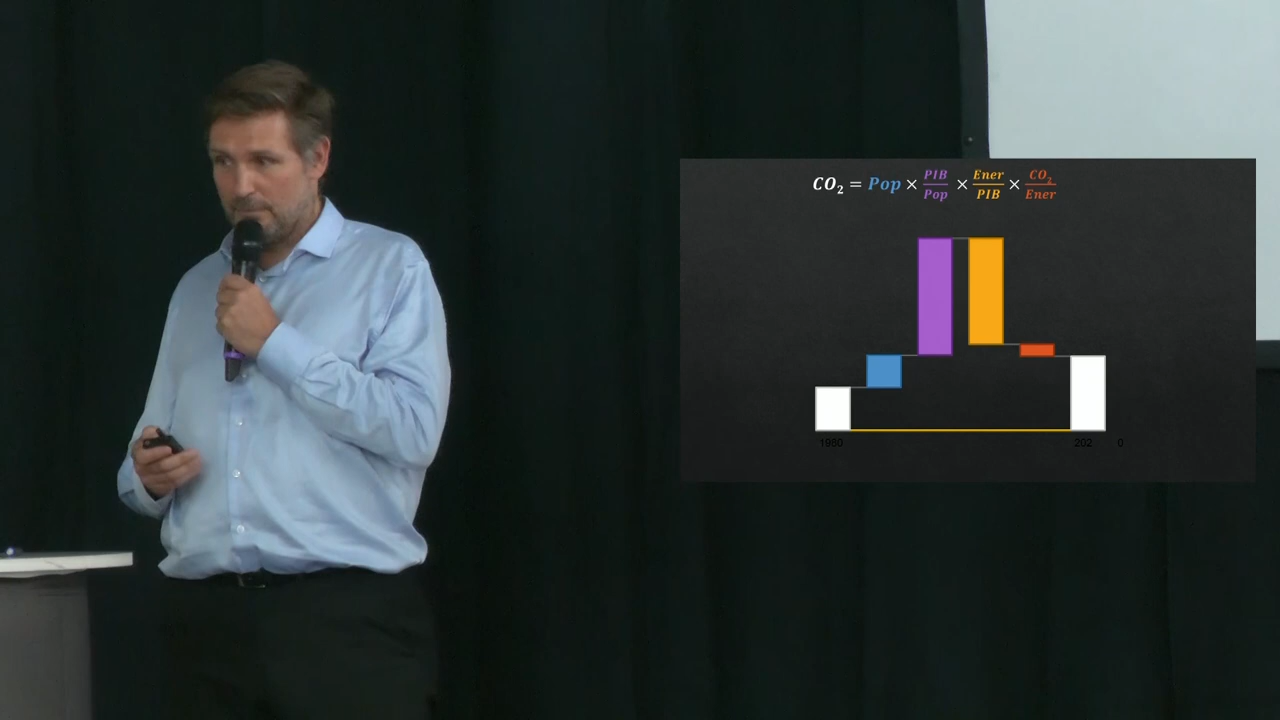 CO₂ = Pop × PIB/Pop × Ener/PIB × CO₂/Ener
1980 202 0